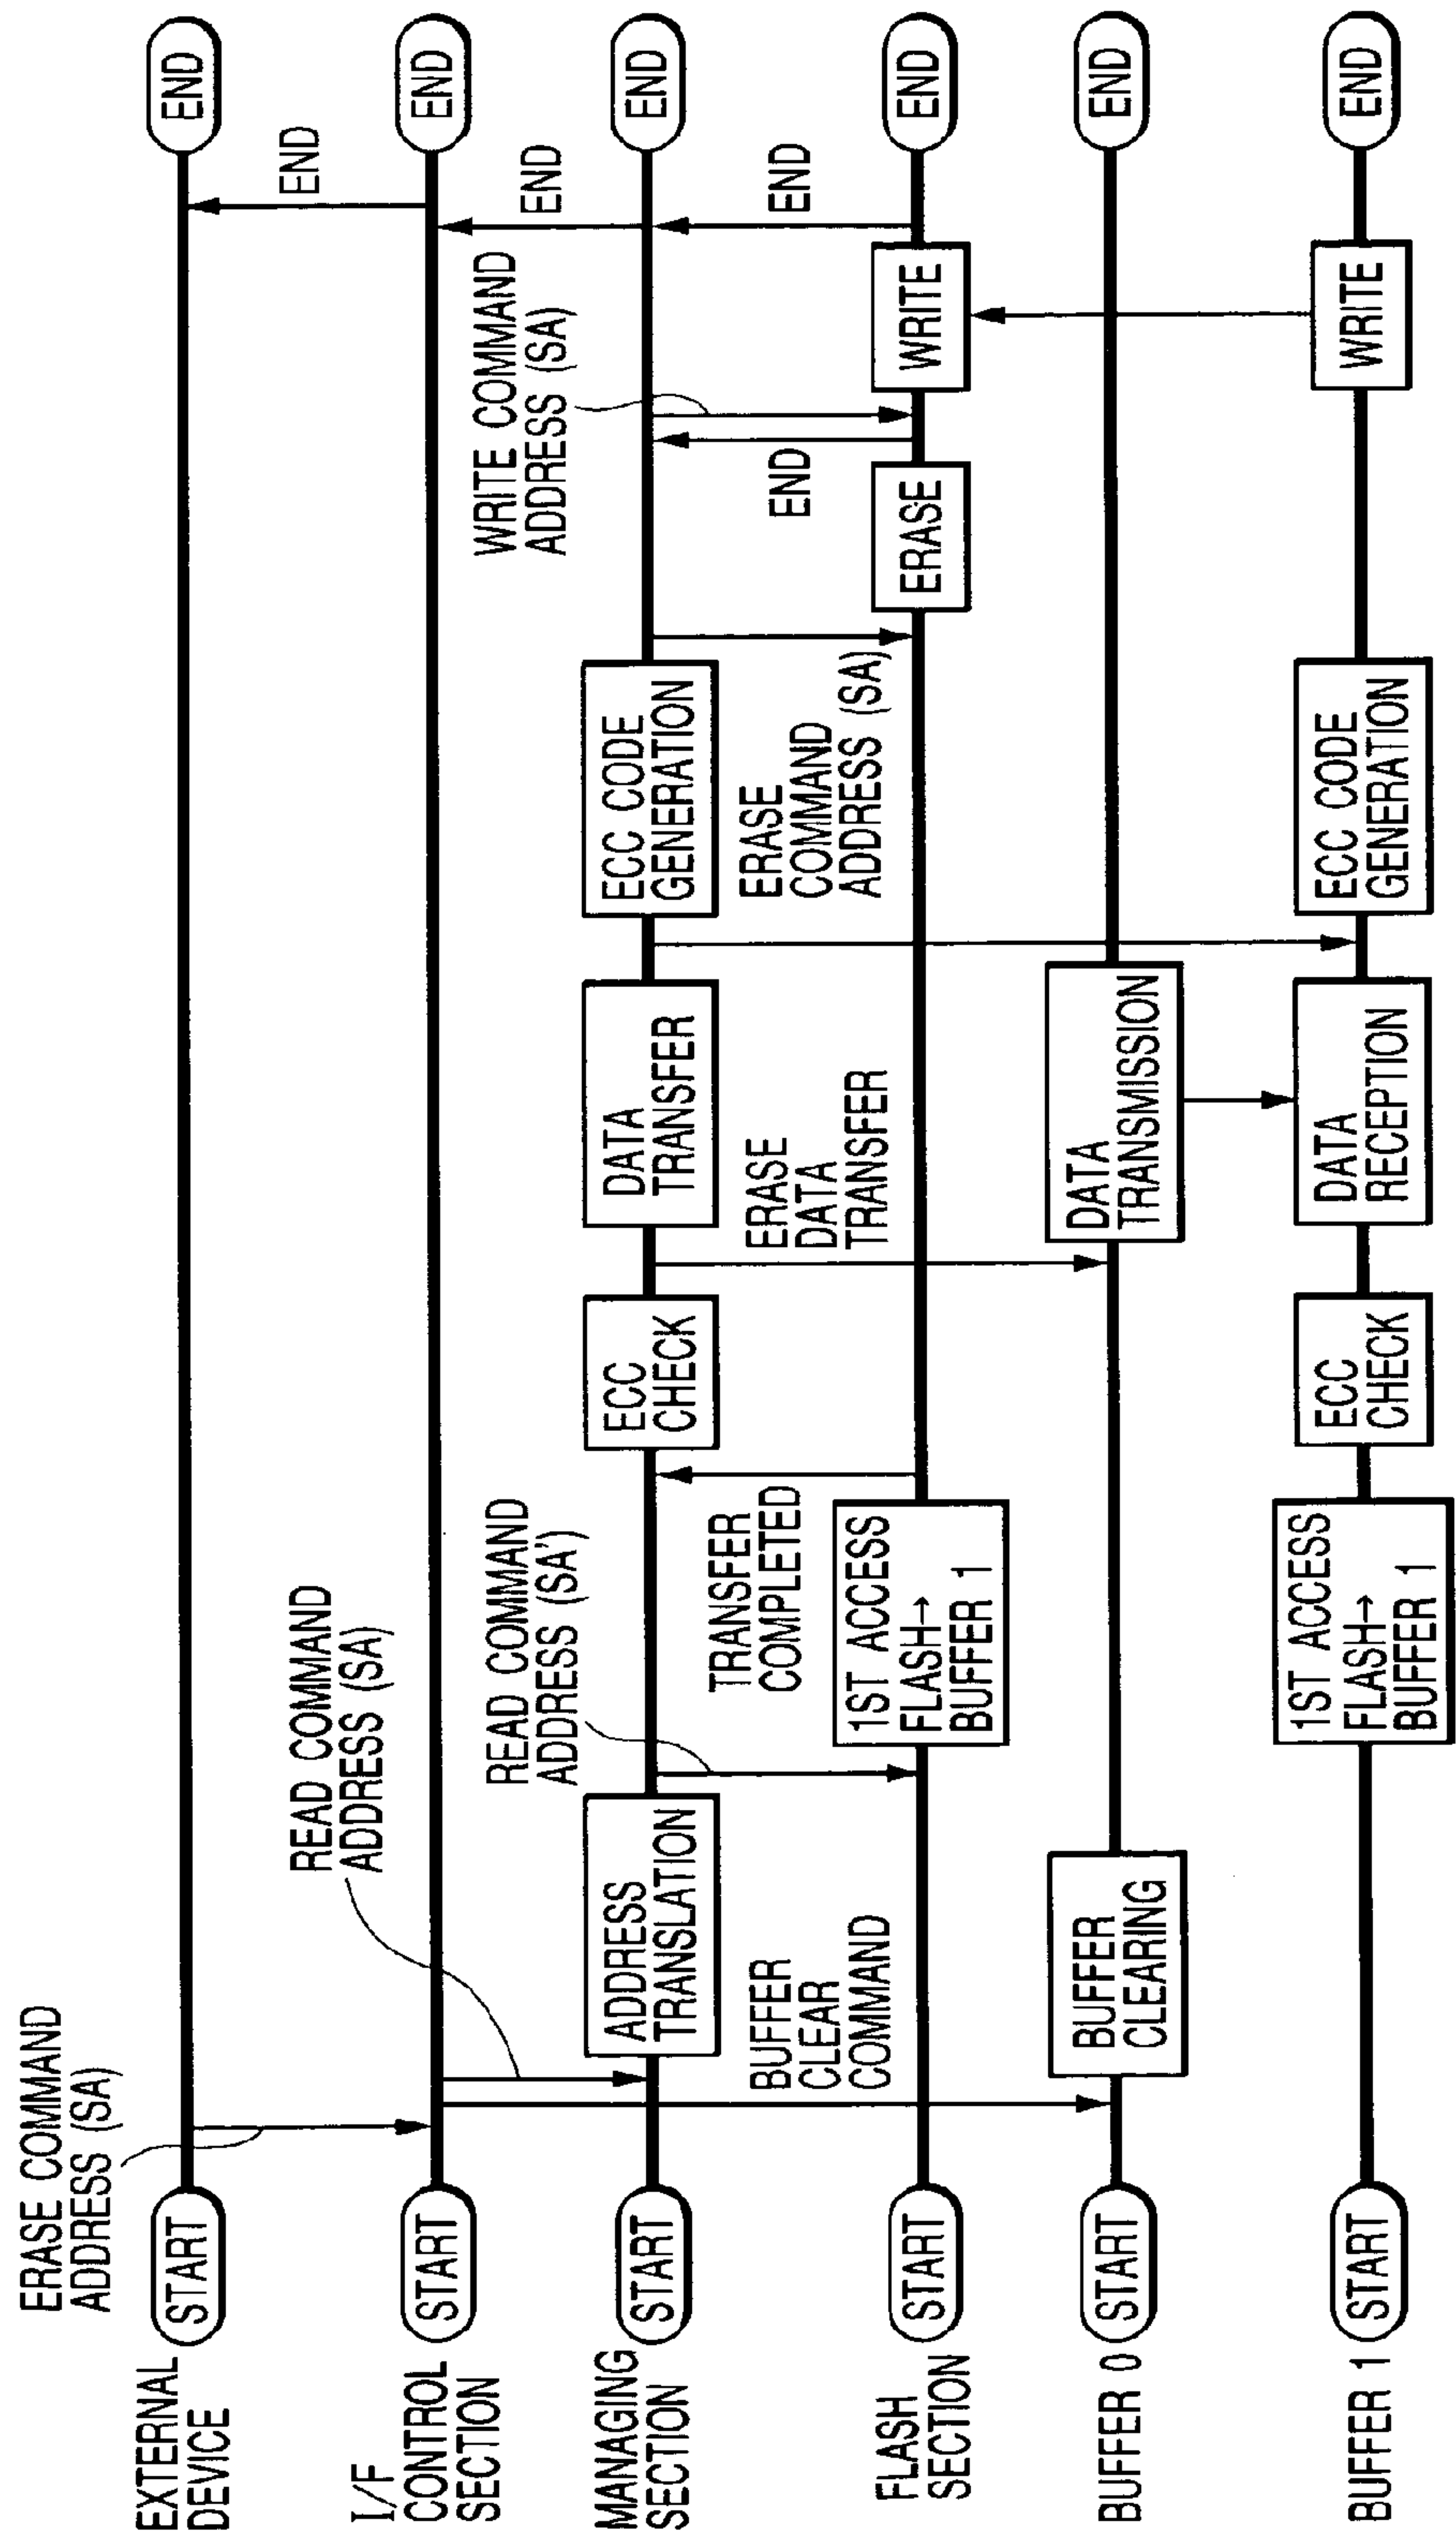 EXTERNAL
DEVICE
START
ERASE COMMAND
ADDRESS (SA)
END
END
I/F
CONTROL
SECTION
START
READ COMMAND
ADDRESS (SA)
END
END
MANAGING
SECTION
START
ADDRESS
TRANSLATION
READ COMMAND
ADDRESS (SA')
ECC
CHECK
DATA
TRANSFER
ECC CODE
GENERATION
WRITE COMMAND
ADDRESS (SA)
END
BUFFER
CLEAR
COMMAND
TRANSFER
COMPLETED
ERASE
DATA
TRANSFER
ERASE
COMMAND
ADDRESS (SA)
END
END
FLASH
SECTION
START
1ST ACCESS
FLASH→
BUFFER 1
ERASE
WRITE
END
BUFFER 0
START
BUFFER
CLEARING
DATA
TRANSMISSION
END
BUFFER 1
START
1ST ACCESS
FLASH→
BUFFER 1
ECC
CHECK
DATA
RECEPTION
ECC CODE
GENERATION
WRITE
END